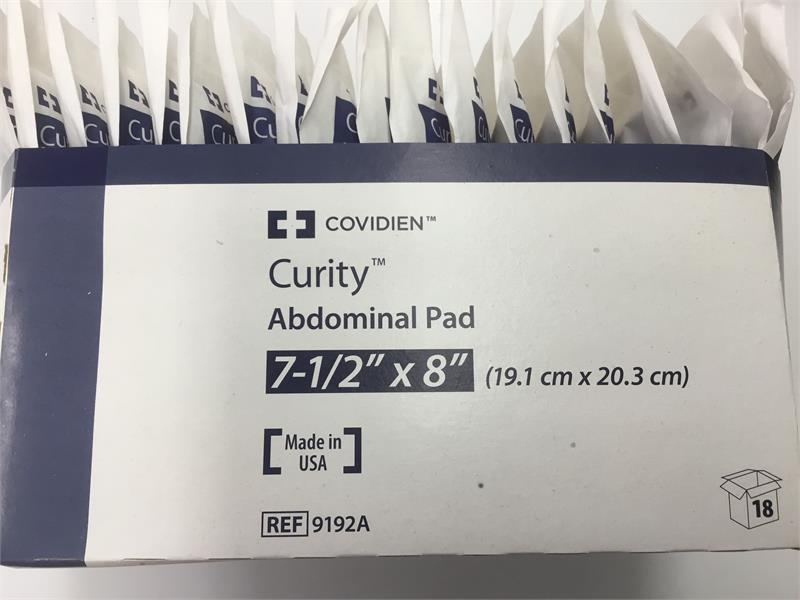 COVIDIEN™
Curity™
Abdominal Pad
7-1/2" x 8" (19.1 cm x 20.3 cm)
Made in
USA
REF 9192A
18